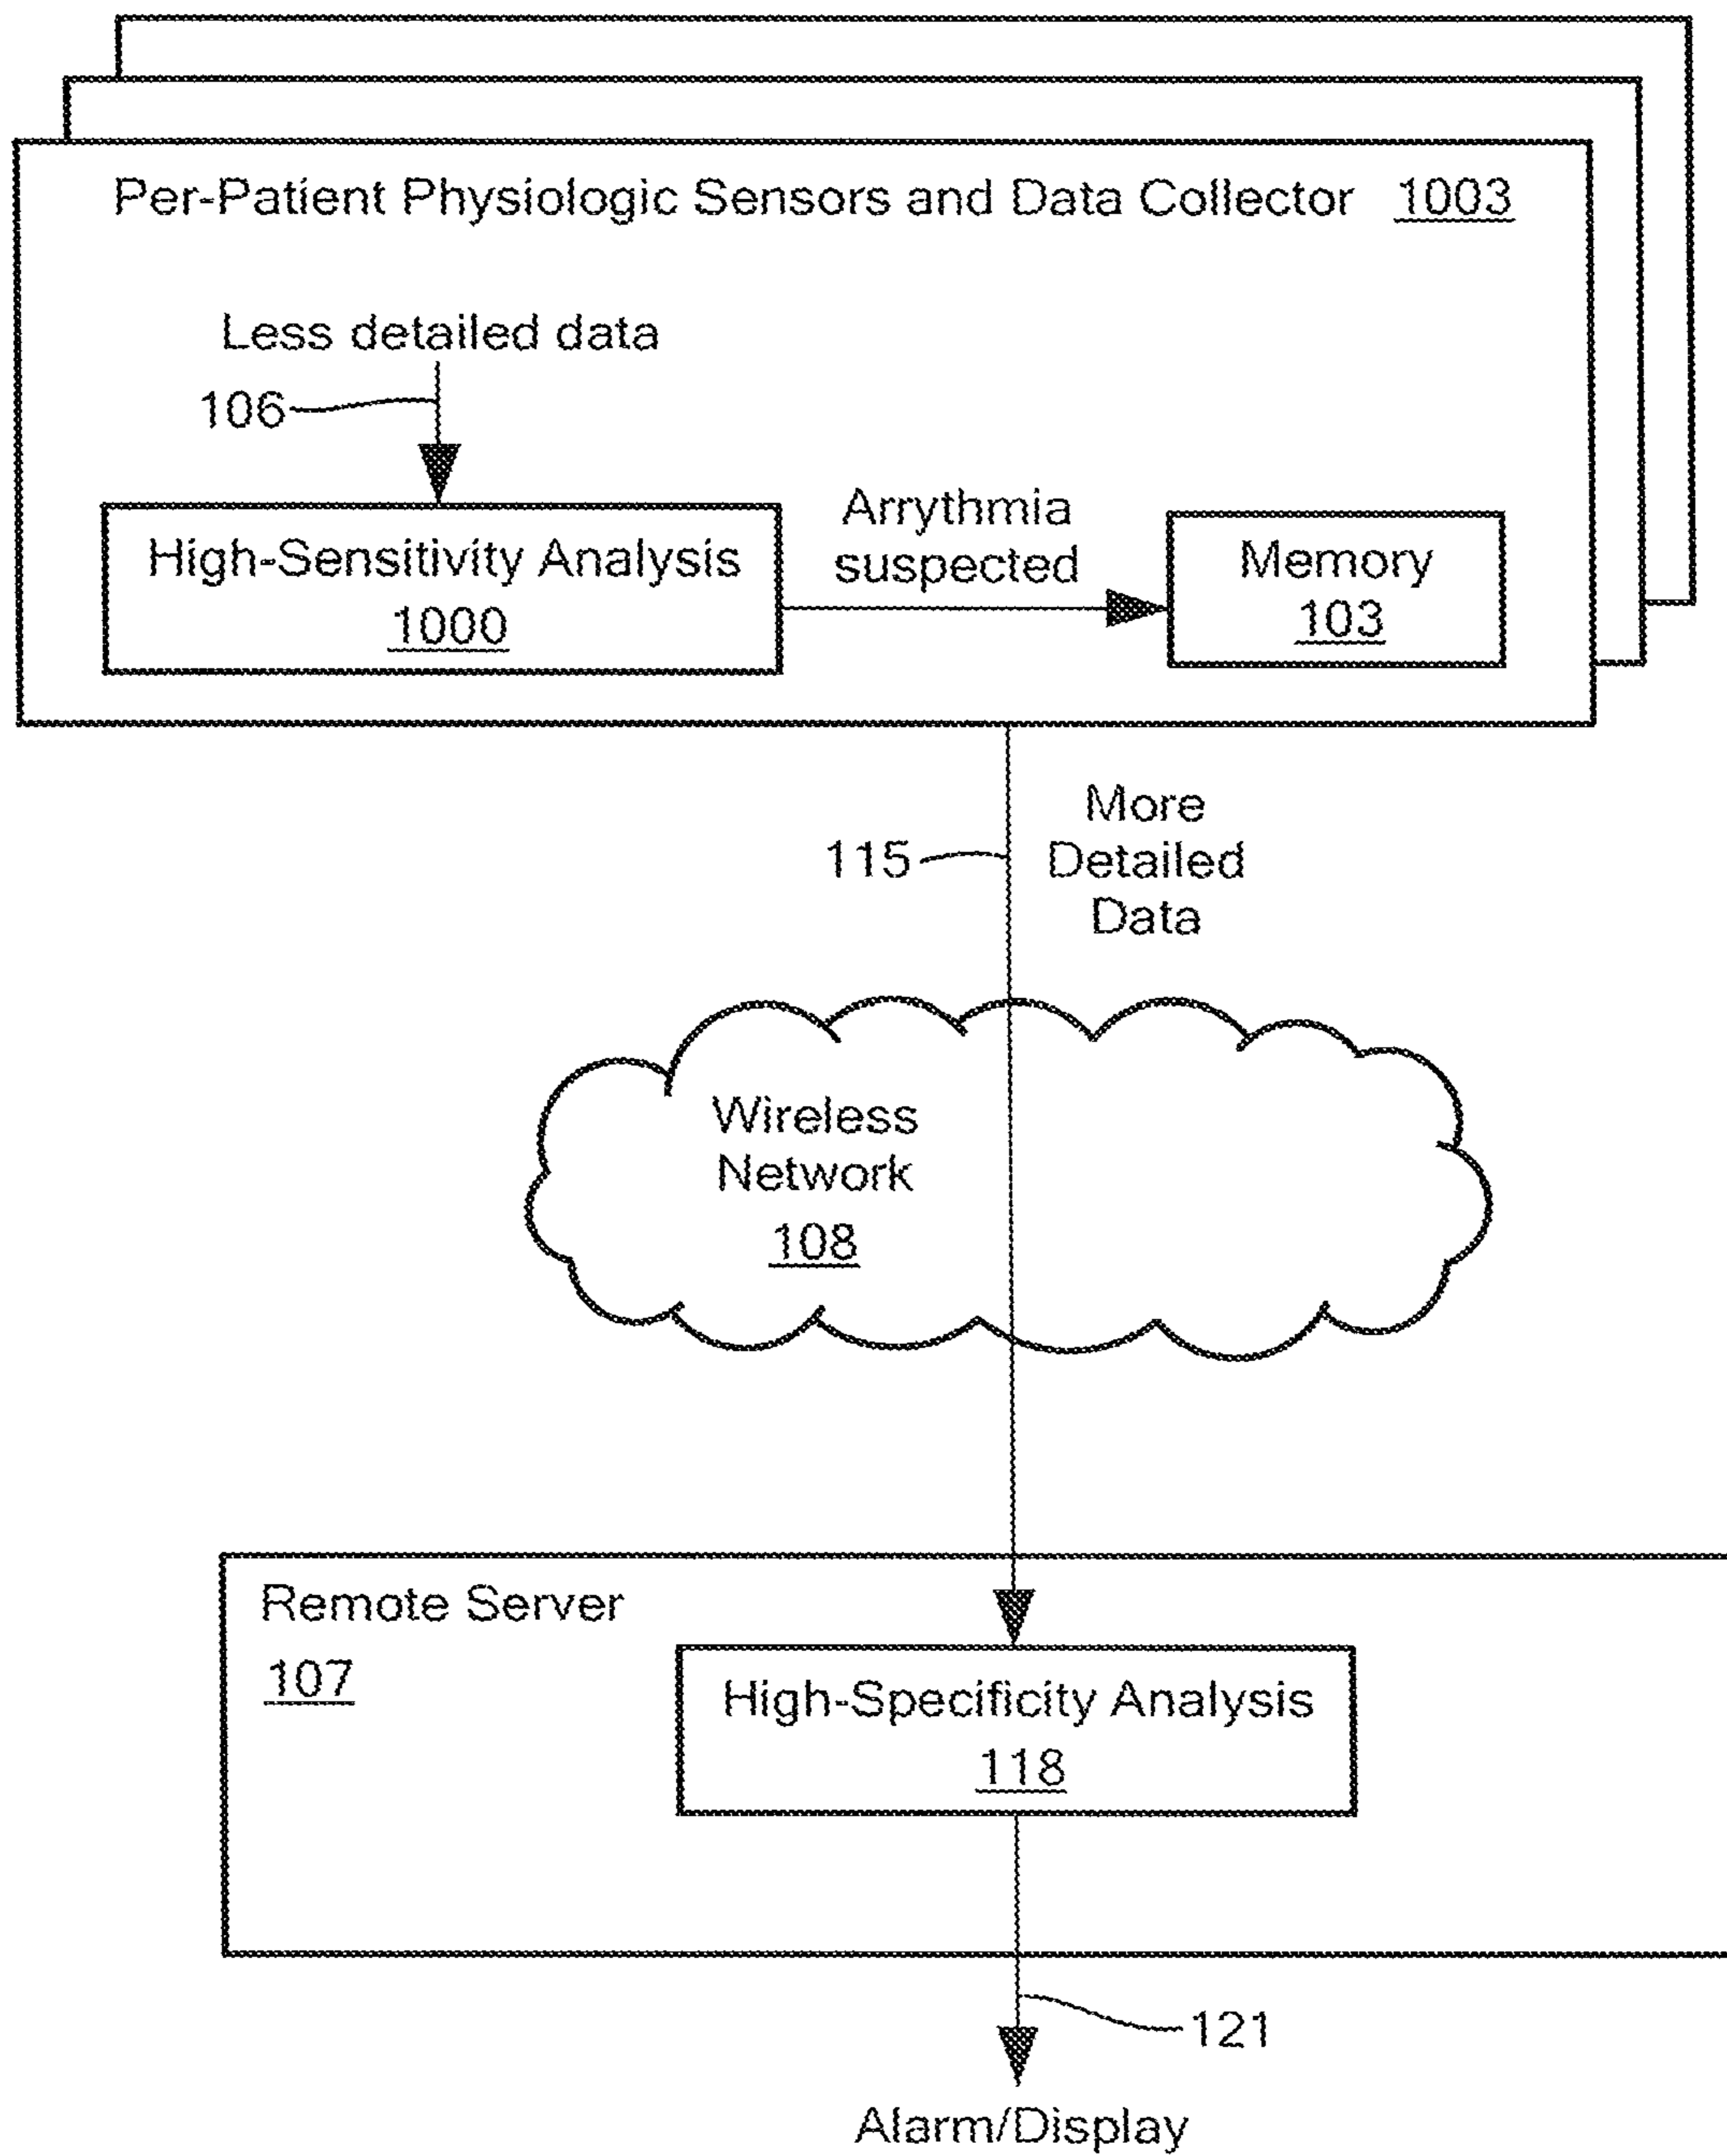 Per-Patient Physiologic Sensors and Data Collector 1003
Less detailed data
106
High-Sensitivity Analysis
1000
Arrythmia
suspected
Memory
103
115
More
Detailed
Data
Wireless
Network
108
Remote Server
107
High-Specificity Analysis
118
121
Alarm/Display